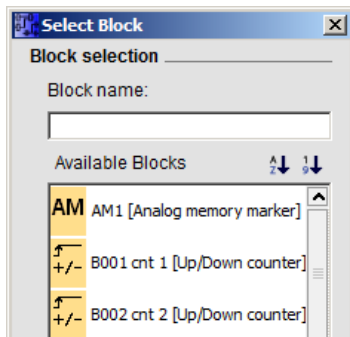 Select Block
Block selection
Block name:
Available Blocks
AM AM1 [Analog memory marker]
+/- B001 cnt 1 [Up/Down counter]
+/- B002 cnt 2 [Up/Down counter]